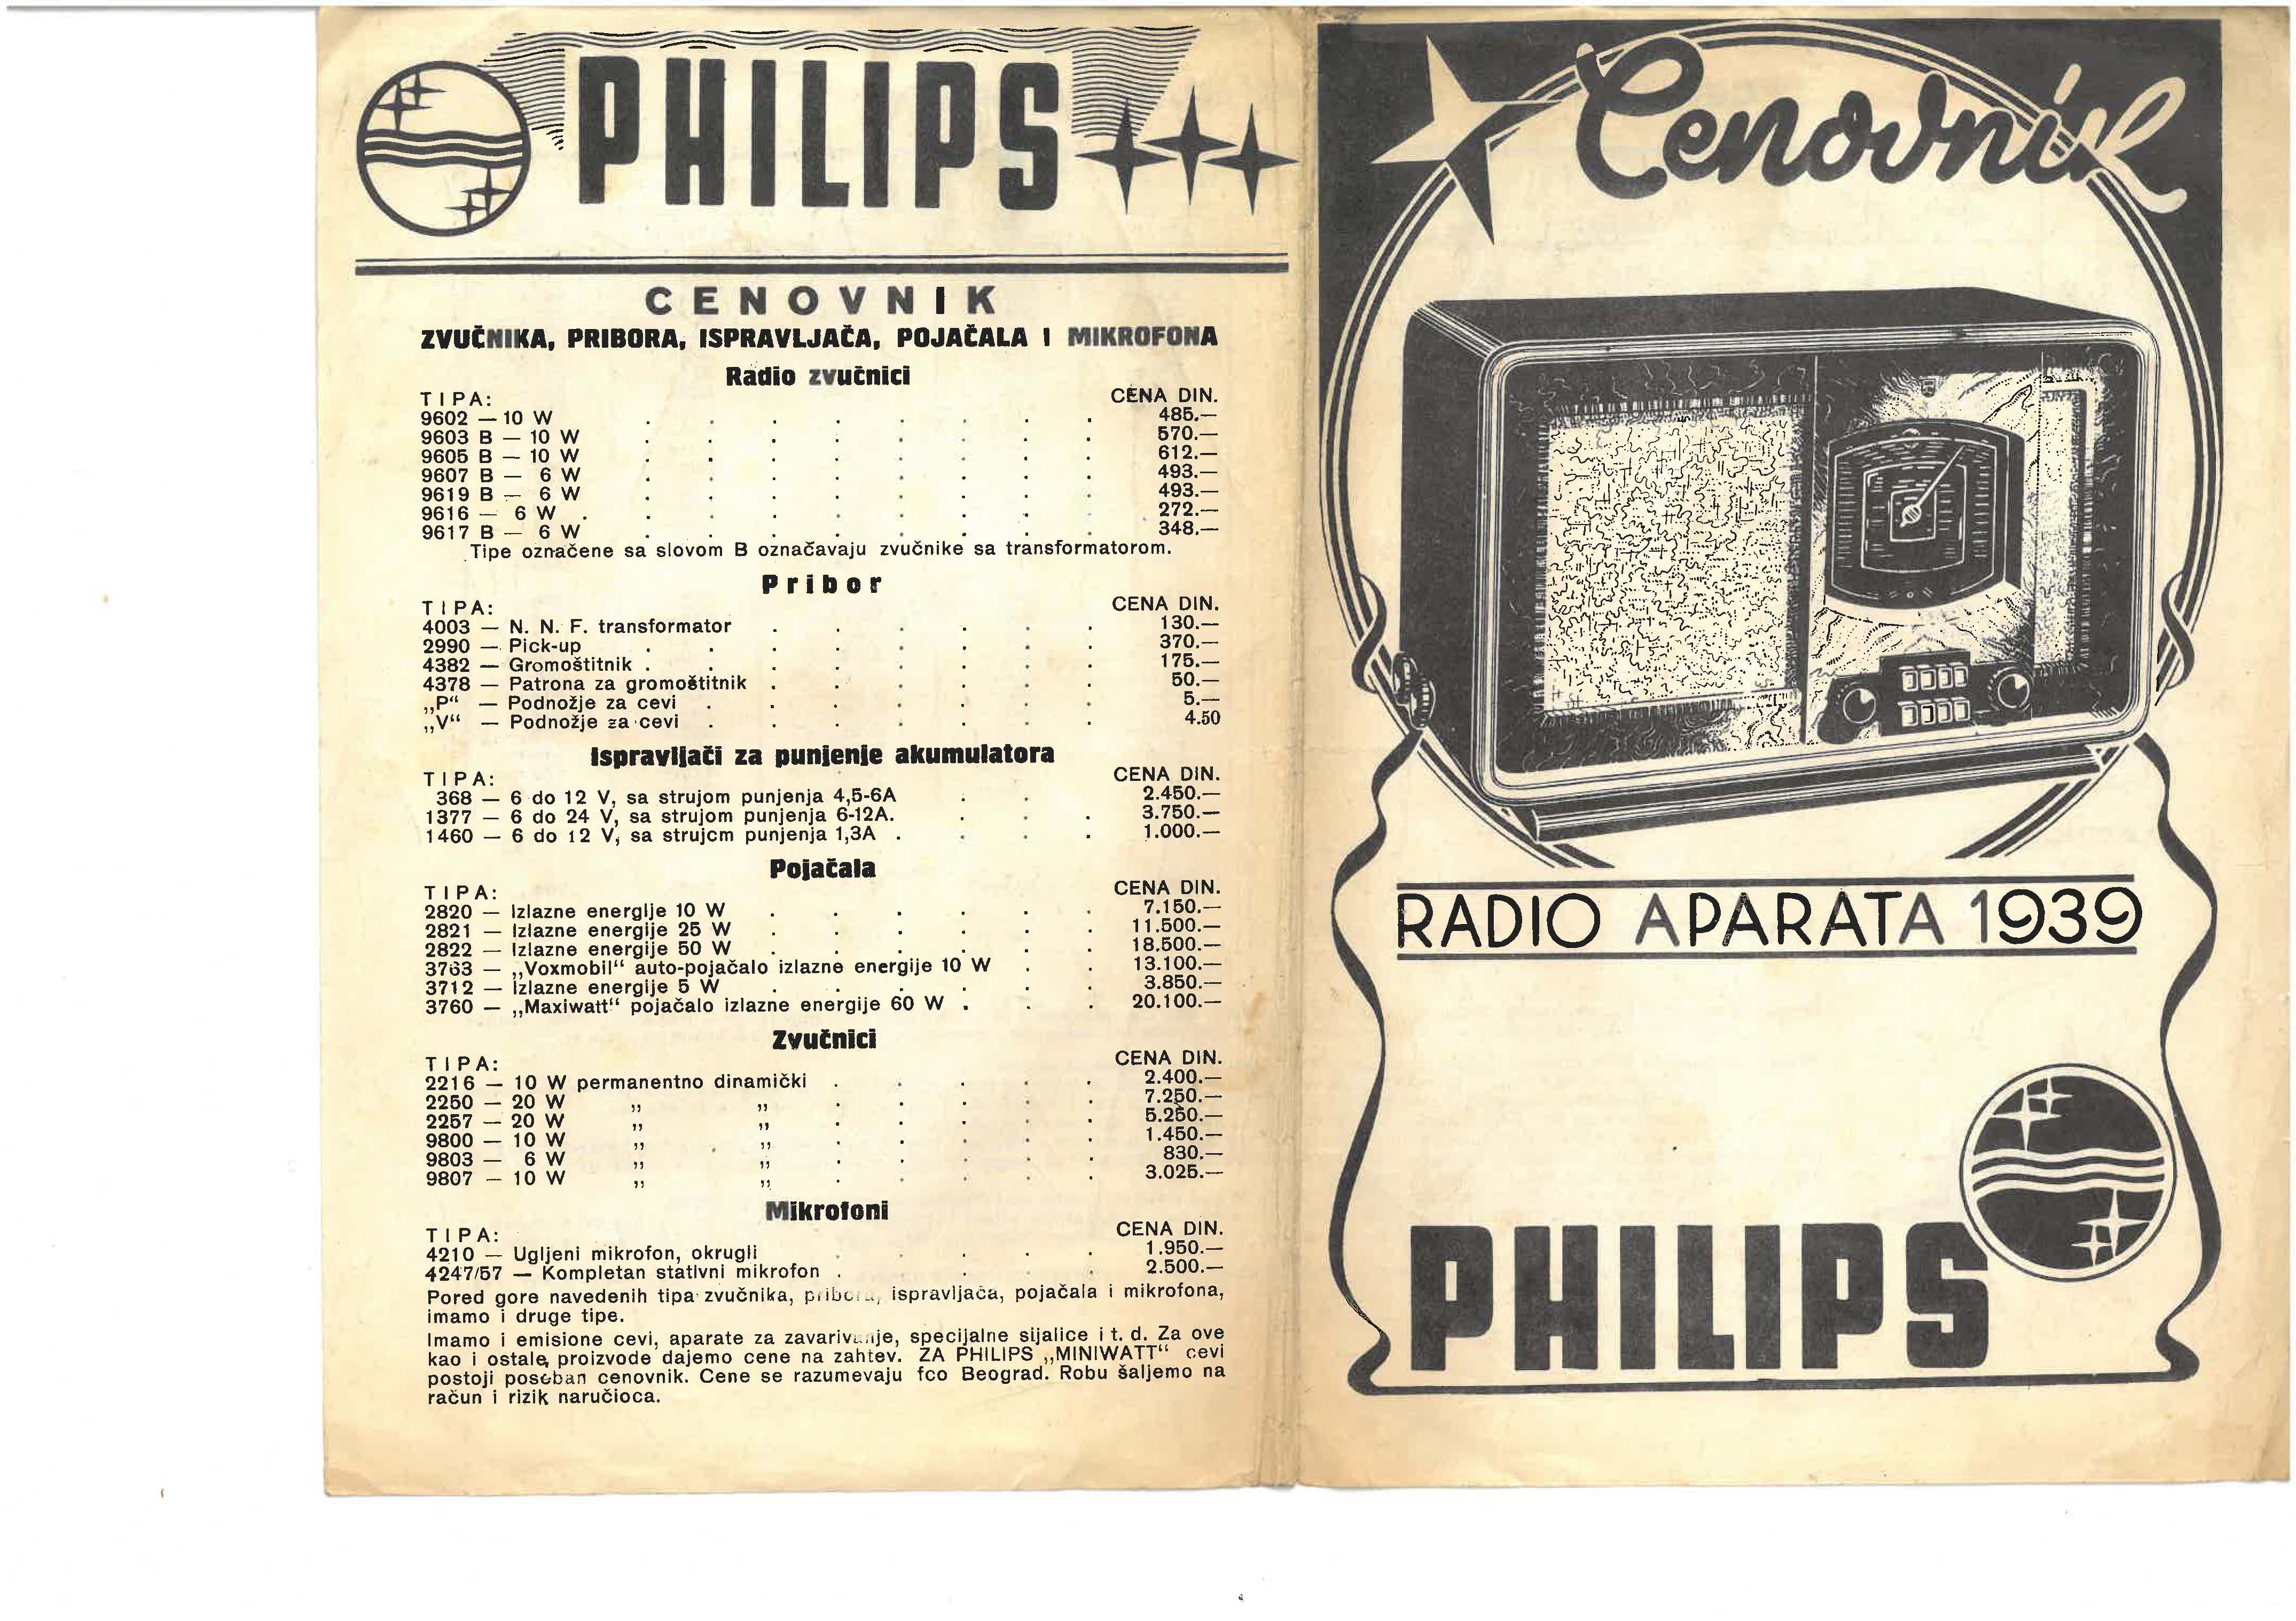 PHILIPS
CENOVNIK
ZVUČNIKA, PRIBORA, ISPRAVLJAČA, POJAČALA I MIKROFONA
Radio zvučnici
TIPA: CENA DIN.
9602 — 10 W . . . . . . . . 485.—
9603 B — 10 W . . . . . . . . 570.—
9605 B — 10 W . . . . . . . . 612.—
9607 B — 6 W . . . . . . . . 493.—
9619 B — 6 W . . . . . . . . 493.—
9616 — 6 W . . . . . . . . . 272.—
9617 B — 6 W . . . . . . . . 348.—
Tipe označene sa slovom B označavaju zvučnike sa transformatorom.
Pribor
TIPA: CENA DIN.
4003 — N. N. F. transformator . . . . . . 130.—
2990 — Pick-up . . . . . . . . 370.—
4382 — Gromoštitnik . . . . . . . . 175.—
4378 — Patrona za gromoštitnik . . . . . . 50.—
„P“ — Podnožje za cevi . . . . . . . 5.—
„V“ — Podnožje za cevi . . . . . . . 4.50
Ispravljači za punjenje akumulatora
TIPA: CENA DIN.
368 — 6 do 12 V, sa strujom punjenja 4,5-6A . . 2.450.—
1377 — 6 do 24 V, sa strujom punjenja 6-12A. . . . 3.750.—
1460 — 6 do 12 V, sa strujom punjenja 1,3A . . . . 1.000.—
Pojačala
TIPA: CENA DIN.
2820 — Izlazne energije 10 W . . . . . . 7.150.—
2821 — Izlazne energije 25 W . . . . . . 11.500.—
2822 — Izlazne energije 50 W . . . . . . 18.500.—
3763 — „Voxmobil“ auto-pojačalo izlazne energije 10 W . . 13.100.—
3712 — Izlazne energije 5 W . . . . . . 3.850.—
3760 — „Maxiwatt“ pojačalo izlazne energije 60 W . . . 20.100.—
Zvučnici
TIPA: CENA DIN.
2216 — 10 W permanentno dinamički . . . . . 2.400.—
2250 — 20 W „ „ . . . . . 7.250.—
2257 — 20 W „ „ . . . . . 5.250.—
9800 — 10 W „ „ . . . . . 1.450.—
9803 — 6 W „ „ . . . . . 830.—
9807 — 10 W „ „ . . . . . 3.025.—
Mikrofoni
TIPA: CENA DIN.
4210 — Ugljeni mikrofon, okrugli . . . . . 1.950.—
4247/57 — Kompletan stativni mikrofon . . . . 2.500.—
Pored gore navedenih tipa zvučnika, pribora, ispravljača, pojačala i mikrofona,
imamo i druge tipe.
Imamo i emisione cevi, aparate za zavarivanje, specijalne sijalice i t. d. Za ove
kao i ostale proizvode dajemo cene na zahtev. ZA PHILIPS „MINIWATT“ cevi
postoji poseban cenovnik. Cene se razumevaju fco Beograd. Robu šaljemo na
račun i rizik naručioca.
Cenovnik
RADIO APARATA 1939
PHILIPS